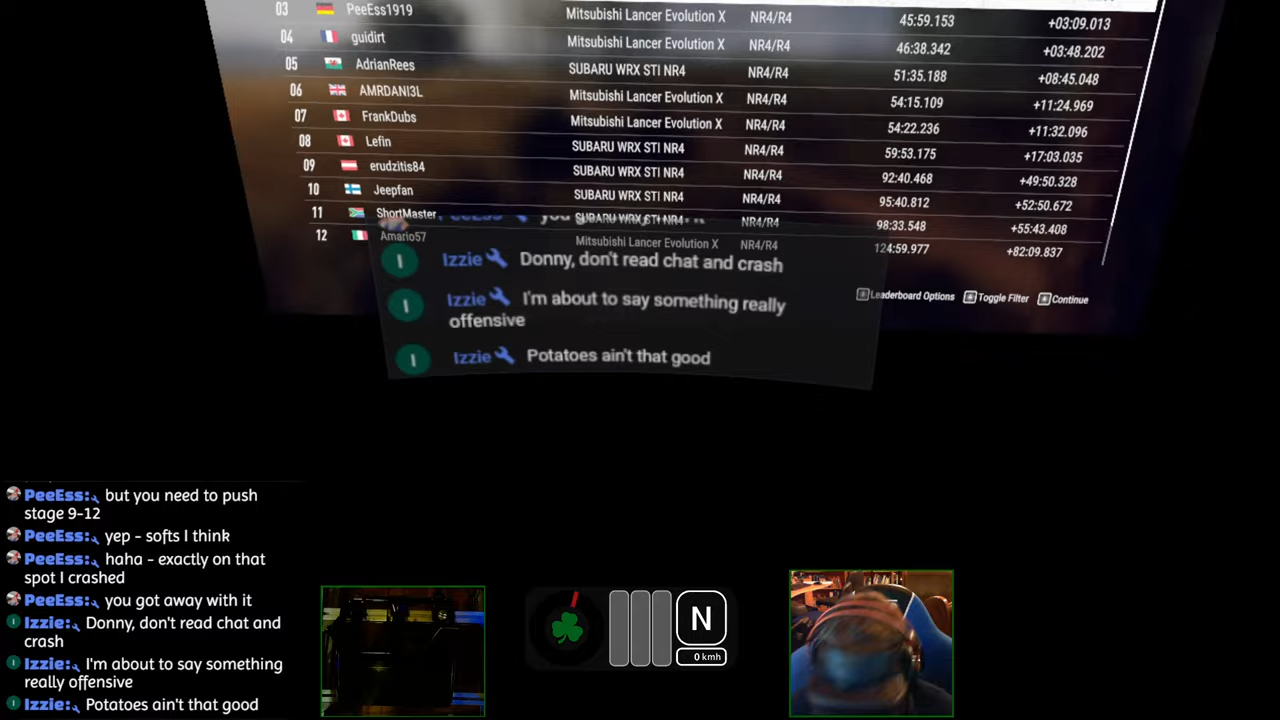 03 PeeEss1919 Mitsubishi Lancer Evolution X NR4/R4 45:59.153 +03:09.013
04 guidirt Mitsubishi Lancer Evolution X NR4/R4 46:38.342 +03:48.202
05 AdrianRees SUBARU WRX STI NR4 NR4/R4 51:35.188 +08:45.048
06 AMRDANI3L Mitsubishi Lancer Evolution X NR4/R4 54:15.109 +11:24.969
07 FrankDubs Mitsubishi Lancer Evolution X NR4/R4 54:22.236 +11:32.096
08 Lefin SUBARU WRX STI NR4 NR4/R4 59:53.175 +17:03.035
09 erudzitis84 SUBARU WRX STI NR4 NR4/R4 92:40.468 +49:50.328
10 Jeepfan SUBARU WRX STI NR4 NR4/R4 95:40.812 +52:50.672
11 ShortMaster SUBARU WRX STI NR4 NR4/R4 98:33.548 +55:43.408
12 Amario57 Mitsubishi Lancer Evolution X NR4/R4 124:59.977 +82:09.837
Leaderboard Options Toggle Filter Continue
PeeEss you g
I Izzie Donny, don't read chat and crash
I Izzie I'm about to say something really
offensive
I Izzie Potatoes ain't that good
PeeEss: but you need to push
stage 9-12
PeeEss: yep - softs I think
PeeEss: haha - exactly on that
spot I crashed
PeeEss: you got away with it
I Izzie: Donny, don't read chat and
crash
I Izzie: I'm about to say something
really offensive
I Izzie: Potatoes ain't that good
N
0 kmh